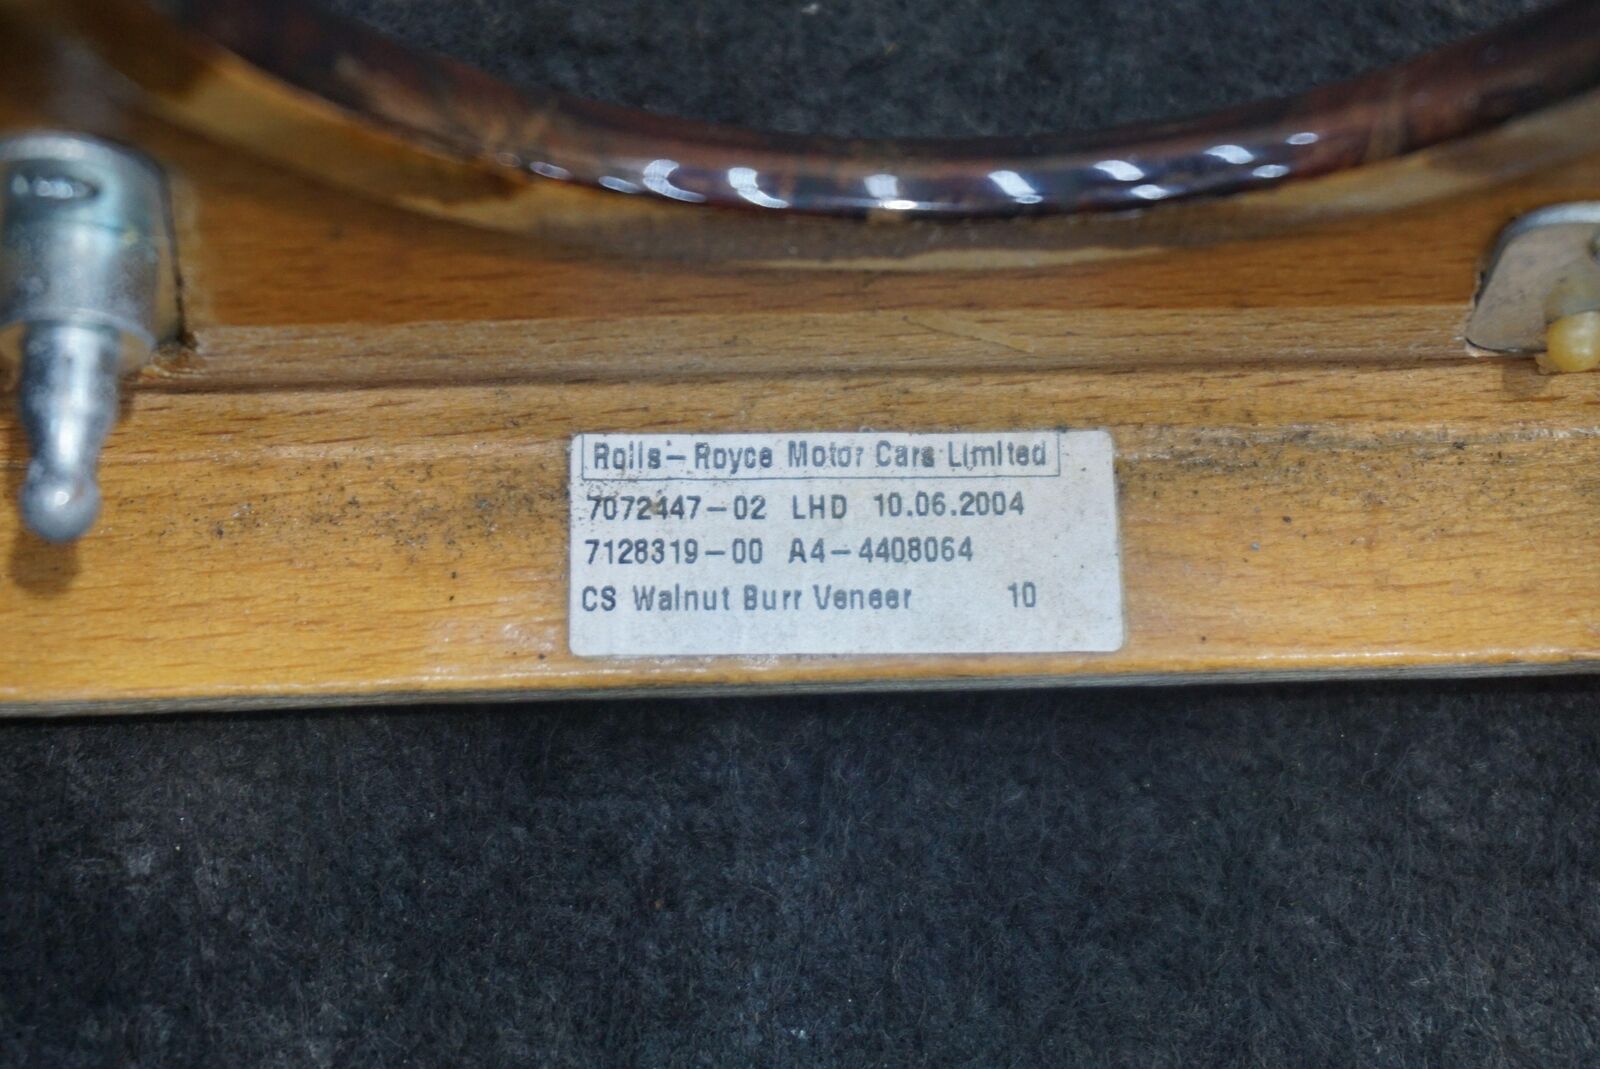 Rolls-Royce Motor Cars Limited
7072447-02 LHD 10.06.2004
7128319-00 A4-4408064
CS Walnut Burr Veneer 10